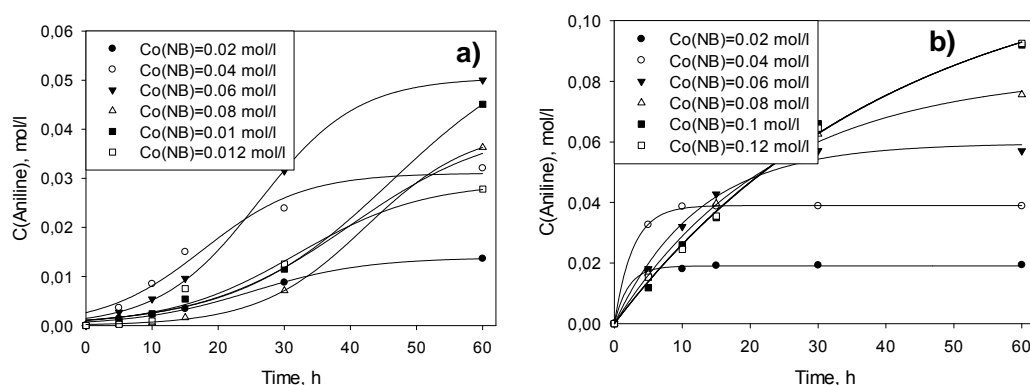 a)
Co(NB)=0.02 mol/l
Co(NB)=0.04 mol/l
Co(NB)=0.06 mol/l
Co(NB)=0.08 mol/l
Co(NB)=0.01 mol/l
Co(NB)=0.012 mol/l
C(Aniline), mol/l
0,06
0,05
0,04
0,03
0,02
0,01
0,00
0 10 20 30 40 50 60
Time, h
b)
Co(NB)=0.02 mol/l
Co(NB)=0.04 mol/l
Co(NB)=0.06 mol/l
Co(NB)=0.08 mol/l
Co(NB)=0.1 mol/l
Co(NB)=0.12 mol/l
C(Aniline), mol/l
0,10
0,08
0,06
0,04
0,02
0,00
0 10 20 30 40 50 60
Time, h